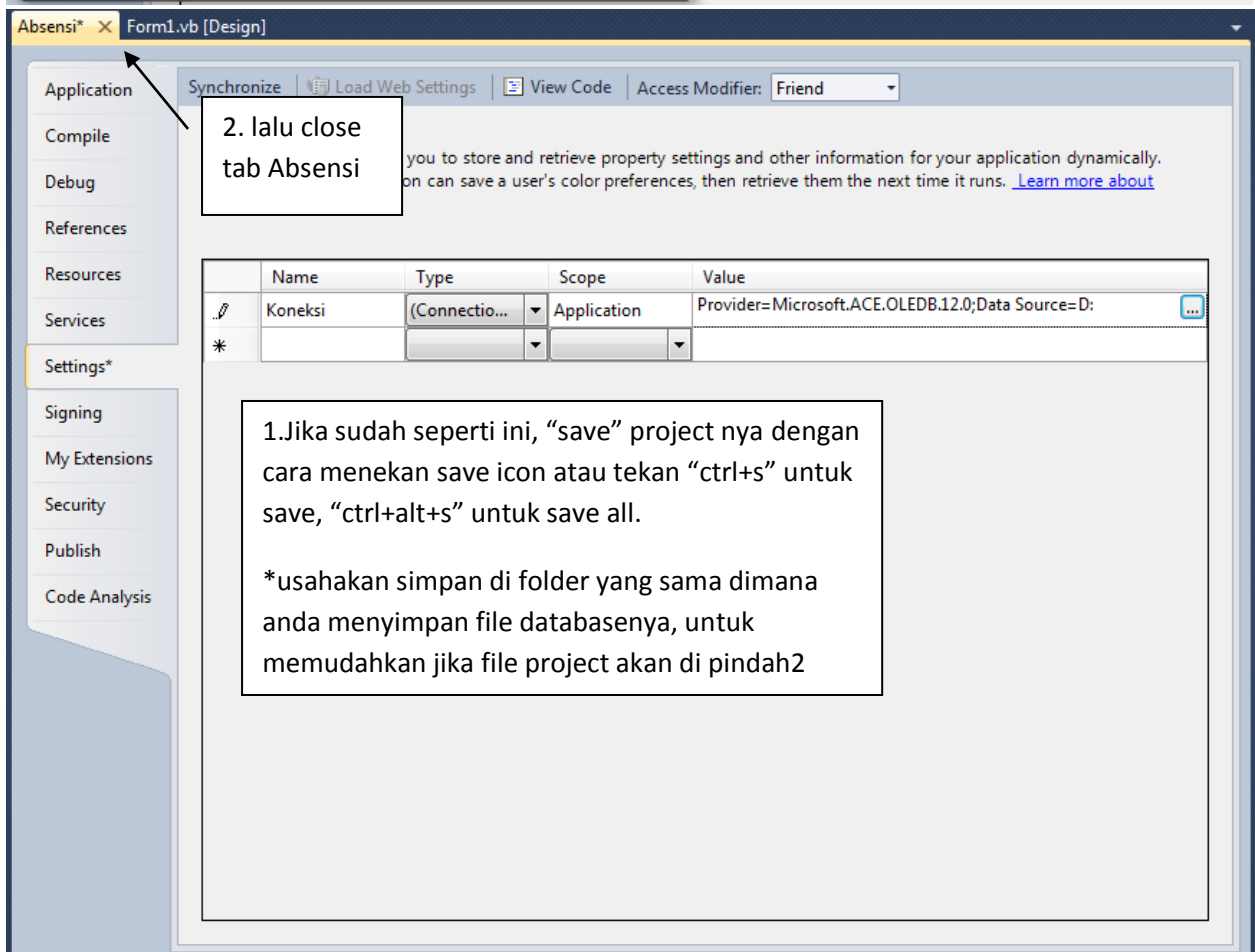 Absensi* Form1.vb [Design]
Synchronize Load Web Settings View Code Access Modifier: Friend
Application
Compile
Debug
References
Resources
Services
Settings*
Signing
My Extensions
Security
Publish
Code Analysis
2. lalu close
tab Absensi
you to store and retrieve property settings and other information for your application dynamically.
on can save a user's color preferences, then retrieve them the next time it runs. Learn more about
Name Type Scope Value
Koneksi (Connectio... Application Provider=Microsoft.ACE.OLEDB.12.0;Data Source=D: ...
*
1.Jika sudah seperti ini, “save” project nya dengan
cara menekan save icon atau tekan “ctrl+s” untuk
save, “ctrl+alt+s” untuk save all.
*usahakan simpan di folder yang sama dimana
anda menyimpan file databasenya, untuk
memudahkan jika file project akan di pindah2